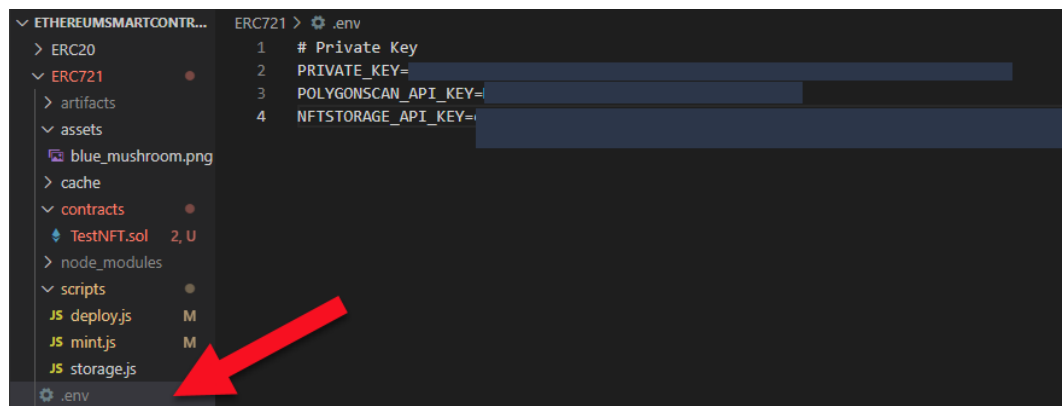 ETHEREUMSMARTCONTR...
ERC20
ERC721
artifacts
assets
blue_mushroom.png
cache
contracts
TestNFT.sol 2, U
node_modules
scripts
JS deploy.js M
JS mint.js M
JS storage.js
.env
ERC721 > .env
1 # Private Key
2 PRIVATE_KEY=
3 POLYGONSCAN_API_KEY=
4 NFTSTORAGE_API_KEY=